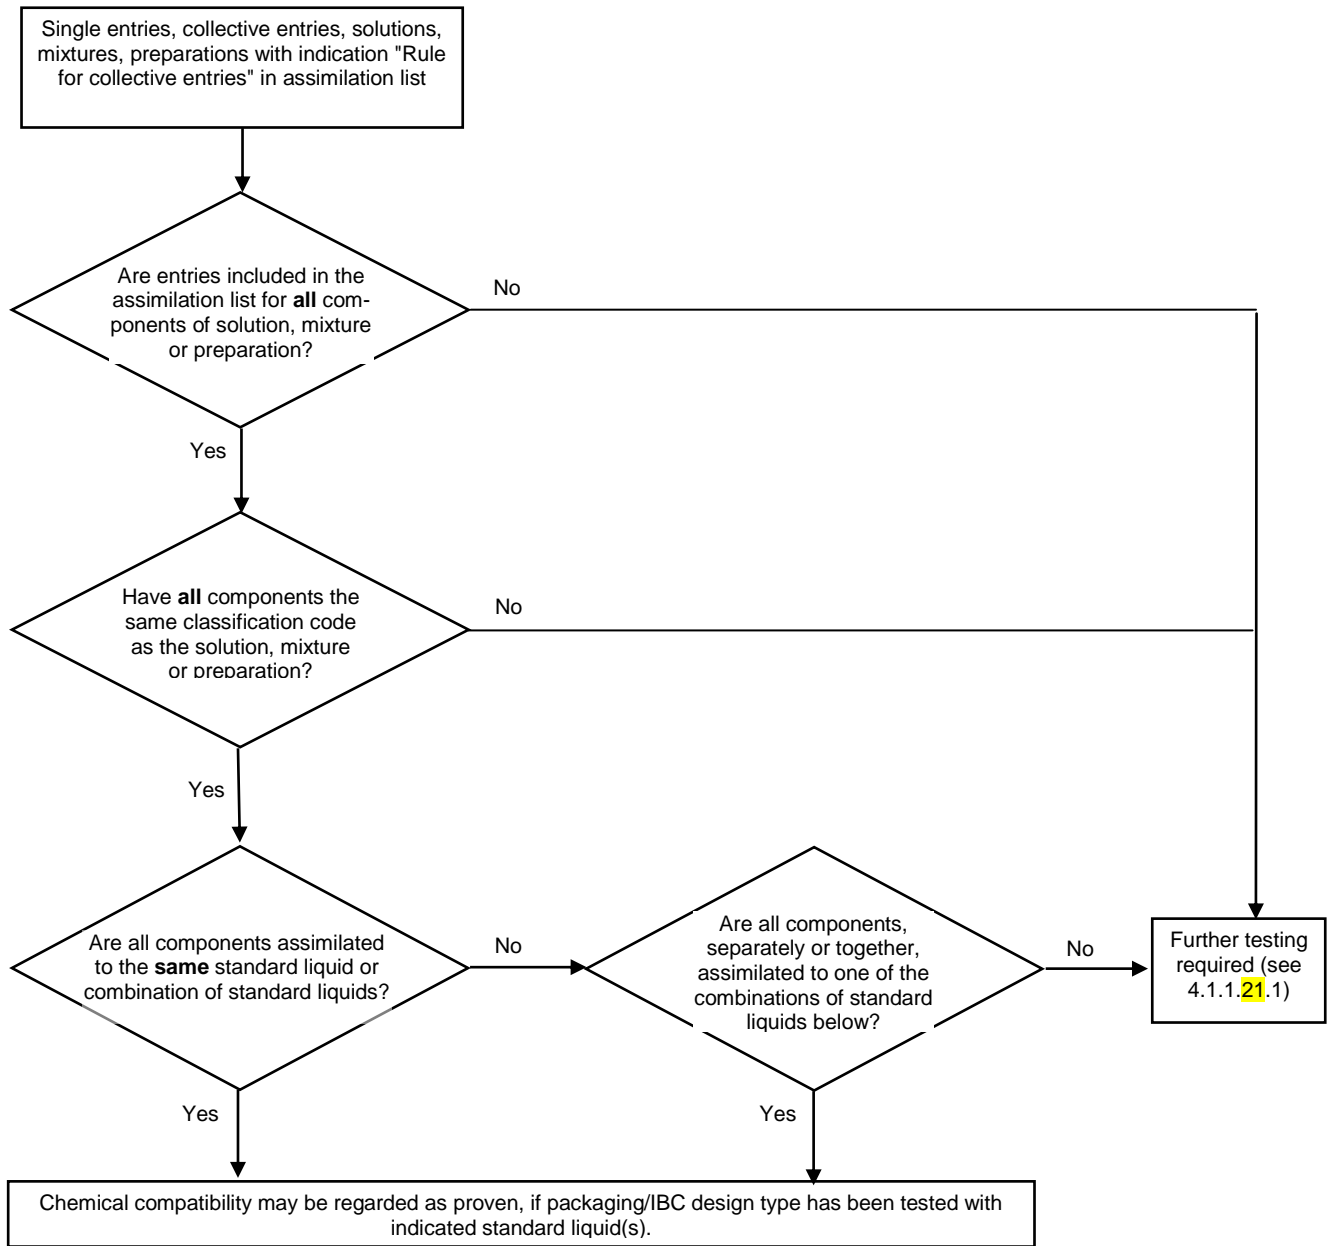 Single entries, collective entries, solutions,
mixtures, preparations with indication "Rule
for collective entries" in assimilation list
Are entries included in the
assimilation list for all com-
ponents of solution, mixture
or preparation?
No
Yes
Have all components the
same classification code
as the solution, mixture
or preparation?
No
Yes
Are all components assimilated
to the same standard liquid or
combination of standard liquids?
No
Are all components,
separately or together,
assimilated to one of the
combinations of standard
liquids below?
No
Further testing
required (see
4.1.1.21.1)
Yes
Yes
Chemical compatibility may be regarded as proven, if packaging/IBC design type has been tested with
indicated standard liquid(s).